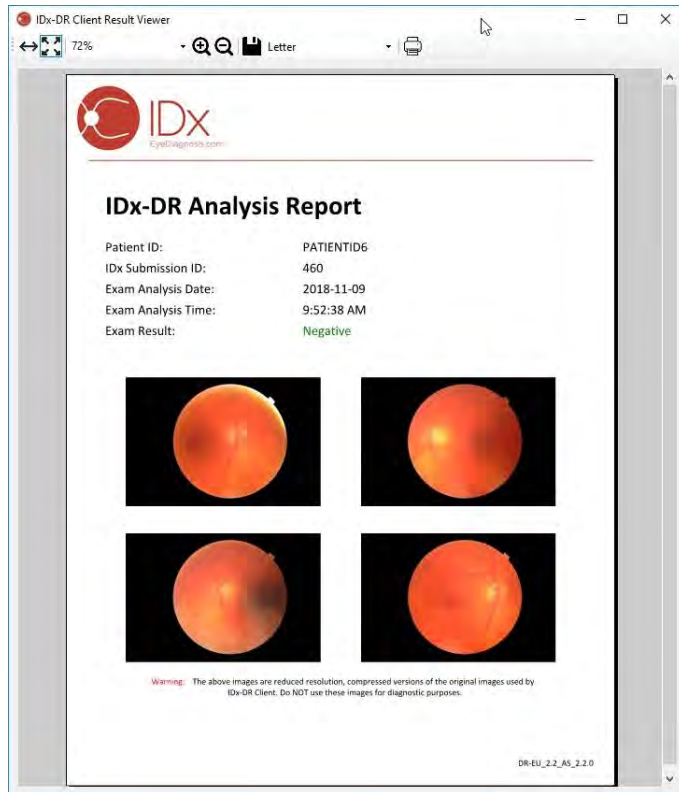 IDx-DR Client Result Viewer
72%
Letter
IDx
EyeDiagnosis.com
IDx-DR Analysis Report
Patient ID: PATIENTID6
IDx Submission ID: 460
Exam Analysis Date: 2018-11-09
Exam Analysis Time: 9:52:38 AM
Exam Result: Negative
Warning: The above images are reduced resolution, compressed versions of the original images used by
IDx-DR Client. Do NOT use these images for diagnostic purposes.
DR-EU_2.2_AS_2.2.0